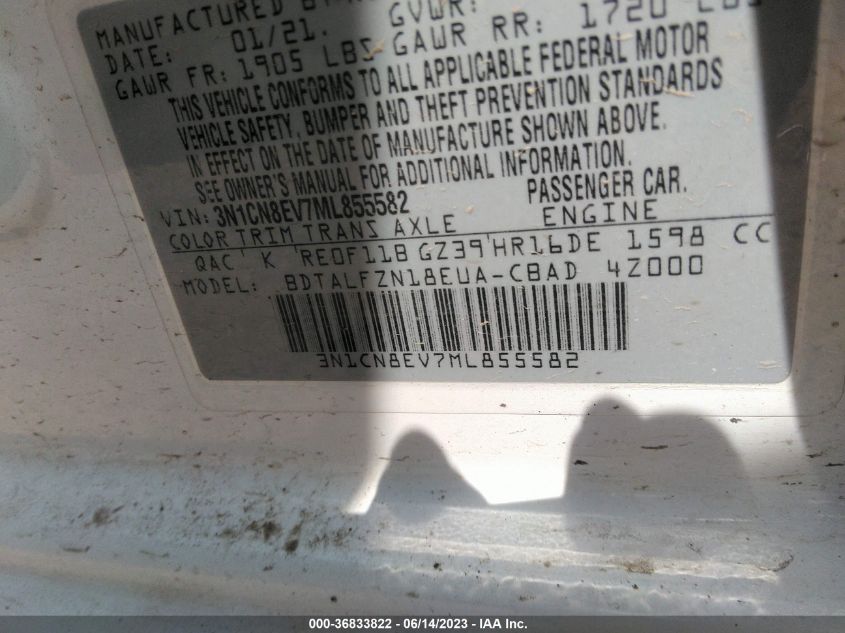 MANUFACTURED BY
DATE: 01/21. GVWR:
GAWR FR: 1905 LBS GAWR RR: 1720 LBS
THIS VEHICLE CONFORMS TO ALL APPLICABLE FEDERAL MOTOR
VEHICLE SAFETY, BUMPER AND THEFT PREVENTION STANDARDS
IN EFFECT ON THE DATE OF MANUFACTURE SHOWN ABOVE.
SEE OWNER'S MANUAL FOR ADDITIONAL INFORMATION.
VIN: 3N1CN8EV7ML855582 PASSENGER CAR.
COLOR TRIM TRANS AXLE ENGINE
QAC K RE0F11B GZ39 HR16DE 1598 CC
MODEL: BDTALFZN18EUA-CBAD 4Z000
3N1CN8EV7ML855582
000-36833822 / 06/14/2023 - IAA Inc.